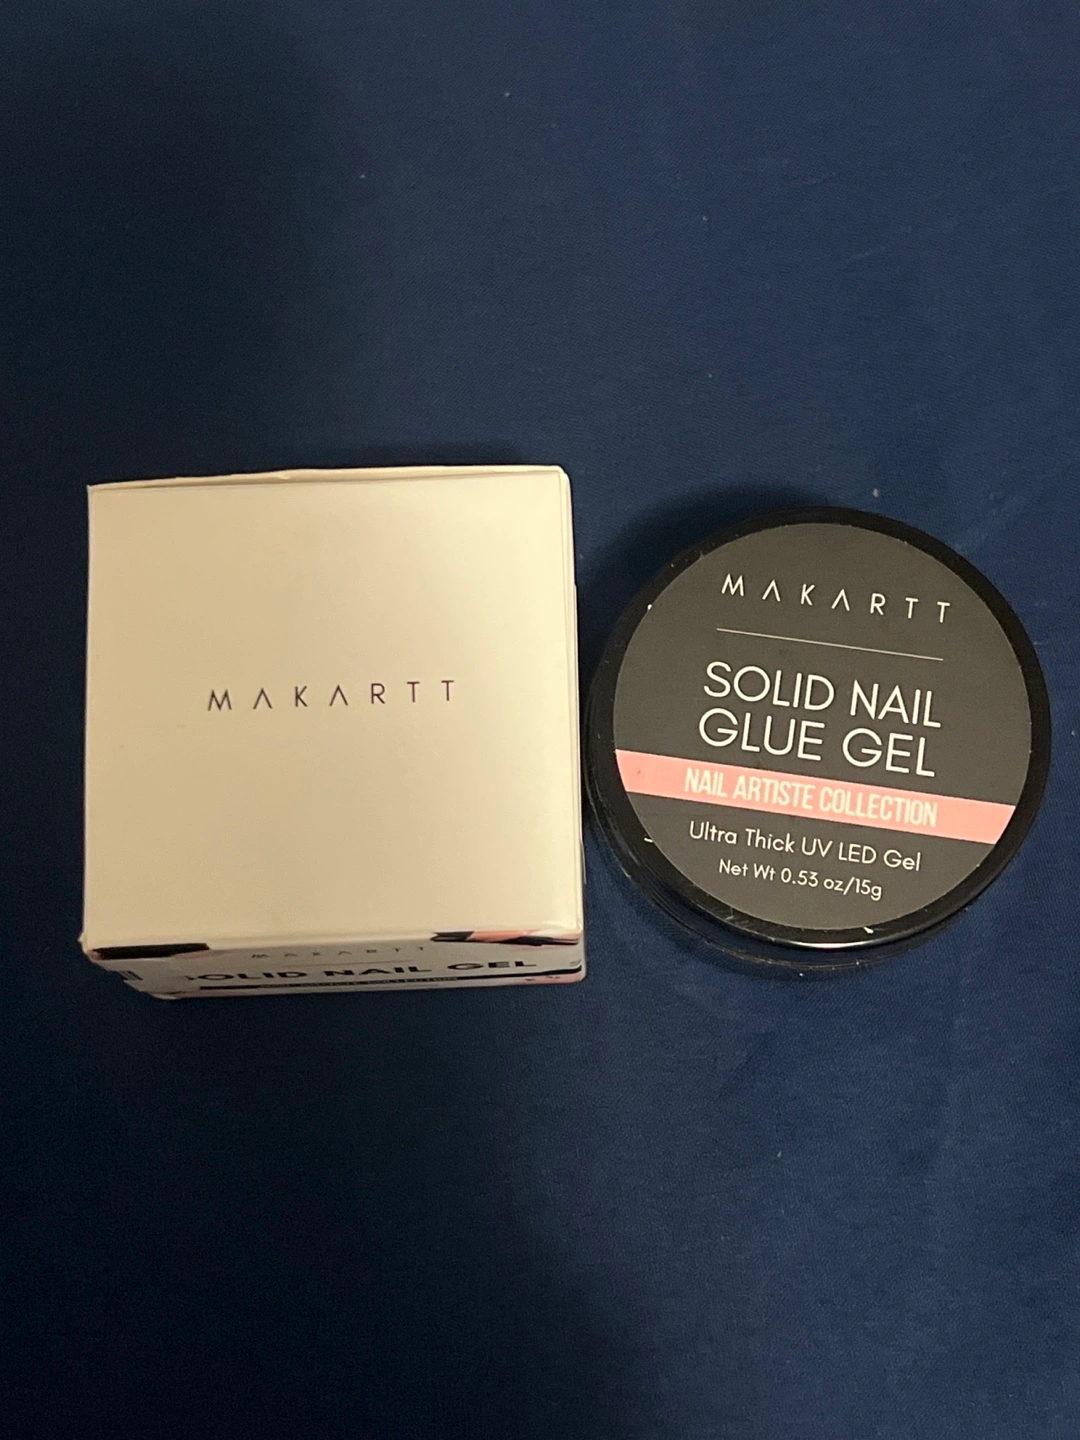 MAKARTT
MAKARTT
SOLID NAIL GEL
MAKARTT
SOLID NAIL
GLUE GEL
NAIL ARTISTE COLLECTION
Ultra Thick UV LED Gel
Net Wt 0.53 oz/15g